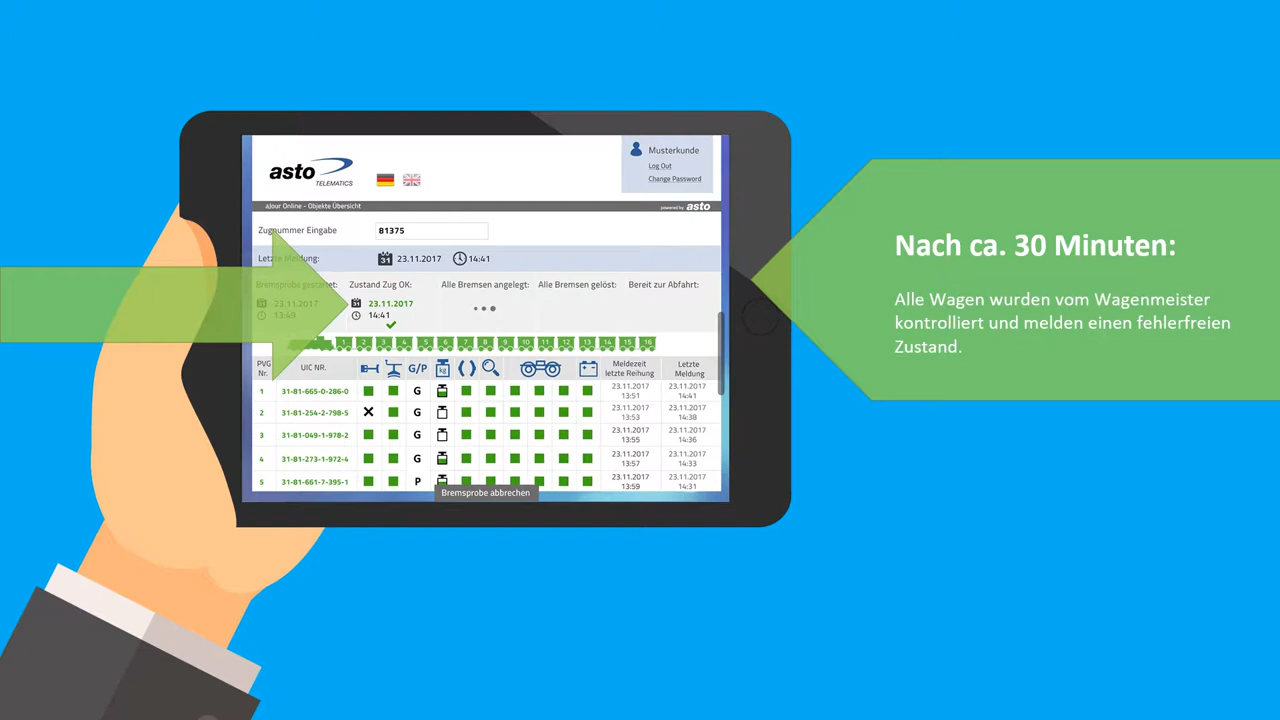 asto
TELEMATICS
Musterkunde
Log Out
Change Password
aJour Online - Objekte Übersicht
powered by asto
Zugnummer Eingabe
81375
Letzte Meldung:
31
23.11.2017
14:41
Bremsprobe gestartet:
Zustand Zug OK:
Alle Bremsen angelegt:
Alle Bremsen gelöst:
Bereit zur Abfahrt:
31 23.11.2017
31 23.11.2017
13:49
14:41
1 2 3 4 5 6 7 8 9 10 11 12 13 14 15 16
PVG Nr.
UIC NR.
G/P
kg
Meldezeit letzte Reihung
Letzte Meldung
1 31-81-665-0-286-0 G 23.11.2017 13:51 23.11.2017 14:41
2 31-81-254-2-798-5 G 23.11.2017 13:53 23.11.2017 14:38
3 31-81-049-1-978-2 G 23.11.2017 13:55 23.11.2017 14:36
4 31-81-273-1-972-4 G 23.11.2017 13:57 23.11.2017 14:33
5 31-81-661-7-395-1 P 23.11.2017 13:59 23.11.2017 14:31
Bremsprobe abbrechen
Nach ca. 30 Minuten:
Alle Wagen wurden vom Wagenmeister
kontrolliert und melden einen fehlerfreien
Zustand.